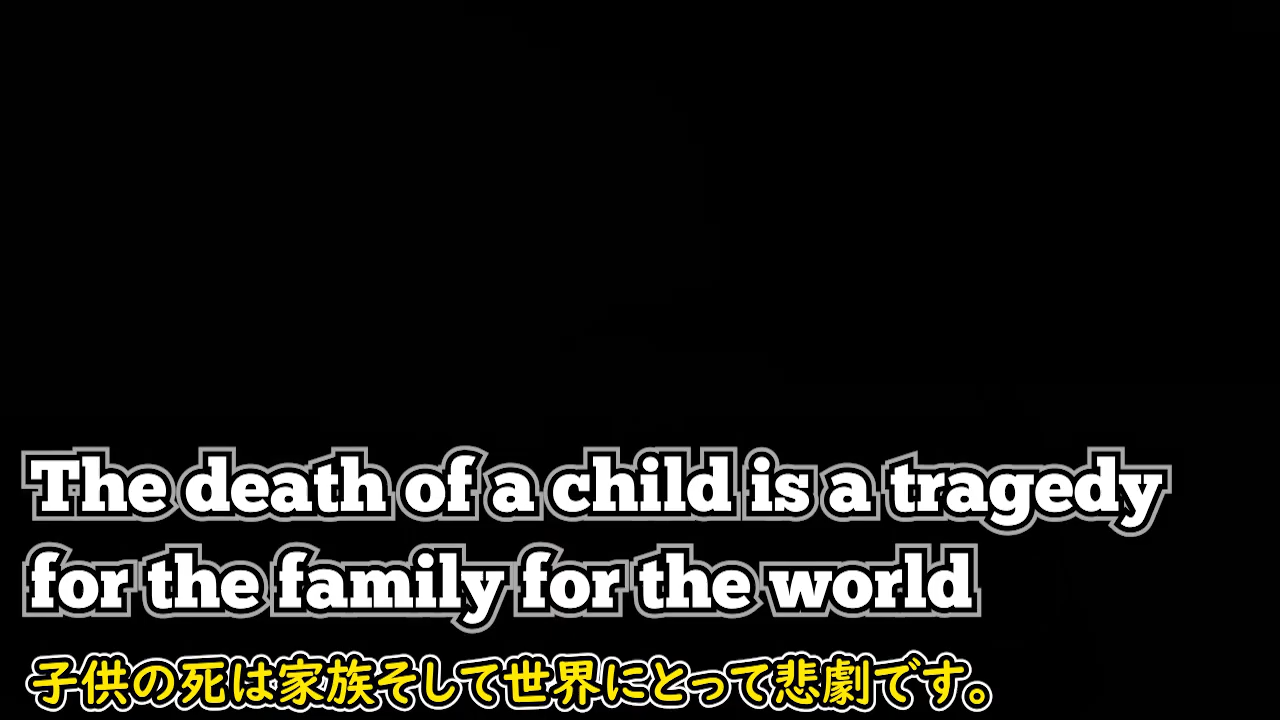 The death of a child is a tragedy
for the family for the world
子供の死は家族そして世界にとって悲劇です。